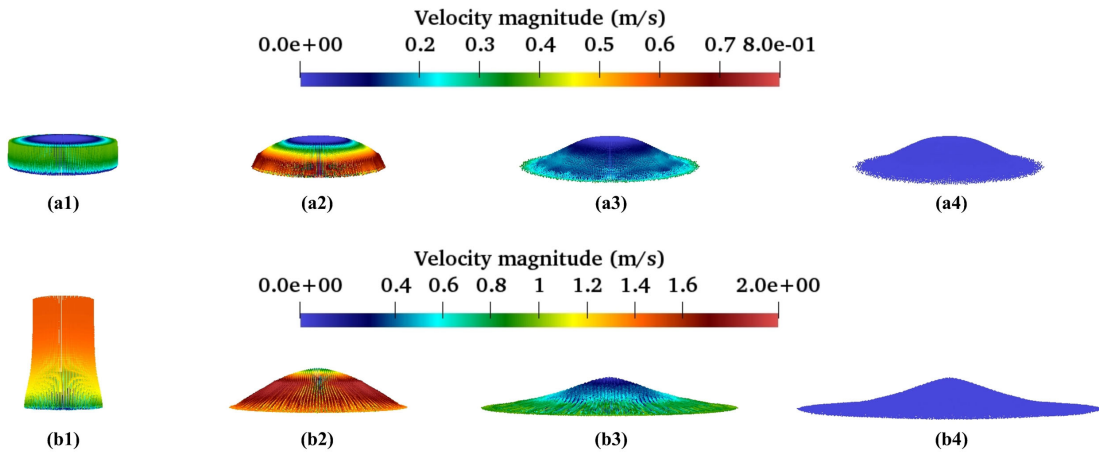 Velocity magnitude (m/s)
0.0e+00 0.2 0.3 0.4 0.5 0.6 0.7 8.0e-01
(a1) (a2) (a3) (a4)
Velocity magnitude (m/s)
0.0e+00 0.4 0.6 0.8 1 1.2 1.4 1.6 2.0e+00
(b1) (b2) (b3) (b4)